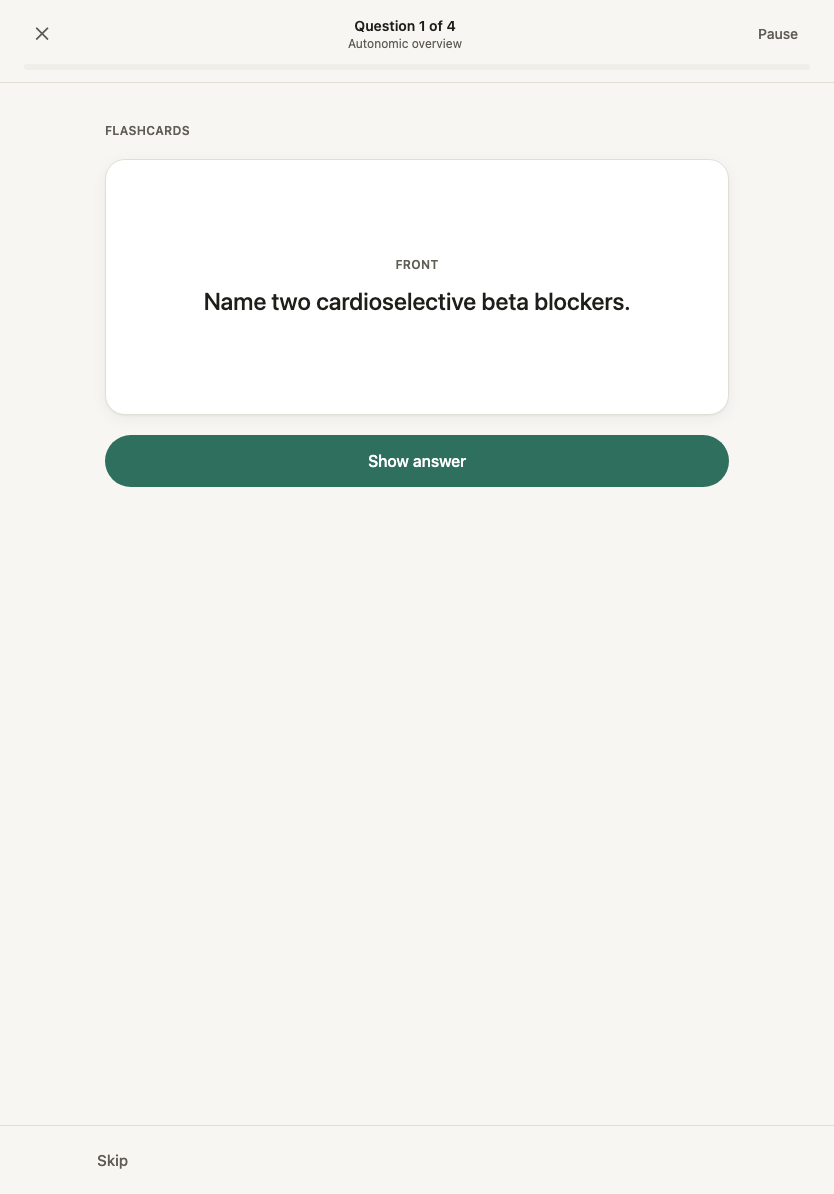 Question 1 of 4
Autonomic overview
Pause
FLASHCARDS
FRONT
Name two cardioselective beta blockers.
Show answer
Skip